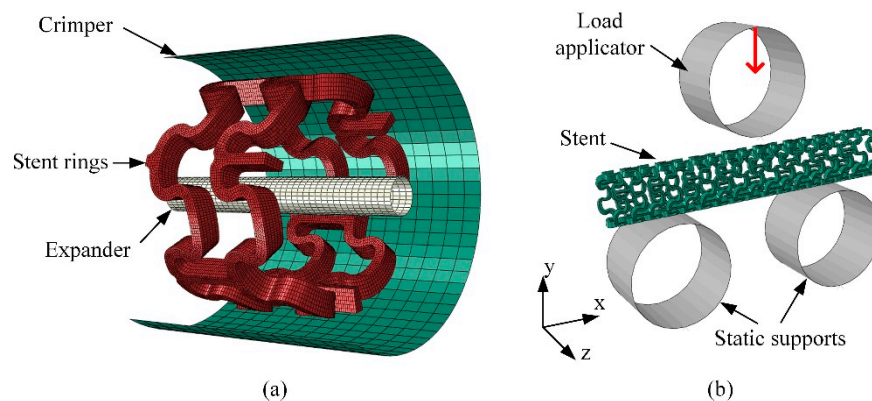 Crimper
Stent rings
Expander
(a)
Load
applicator
Stent
y
x
z
Static supports
(b)